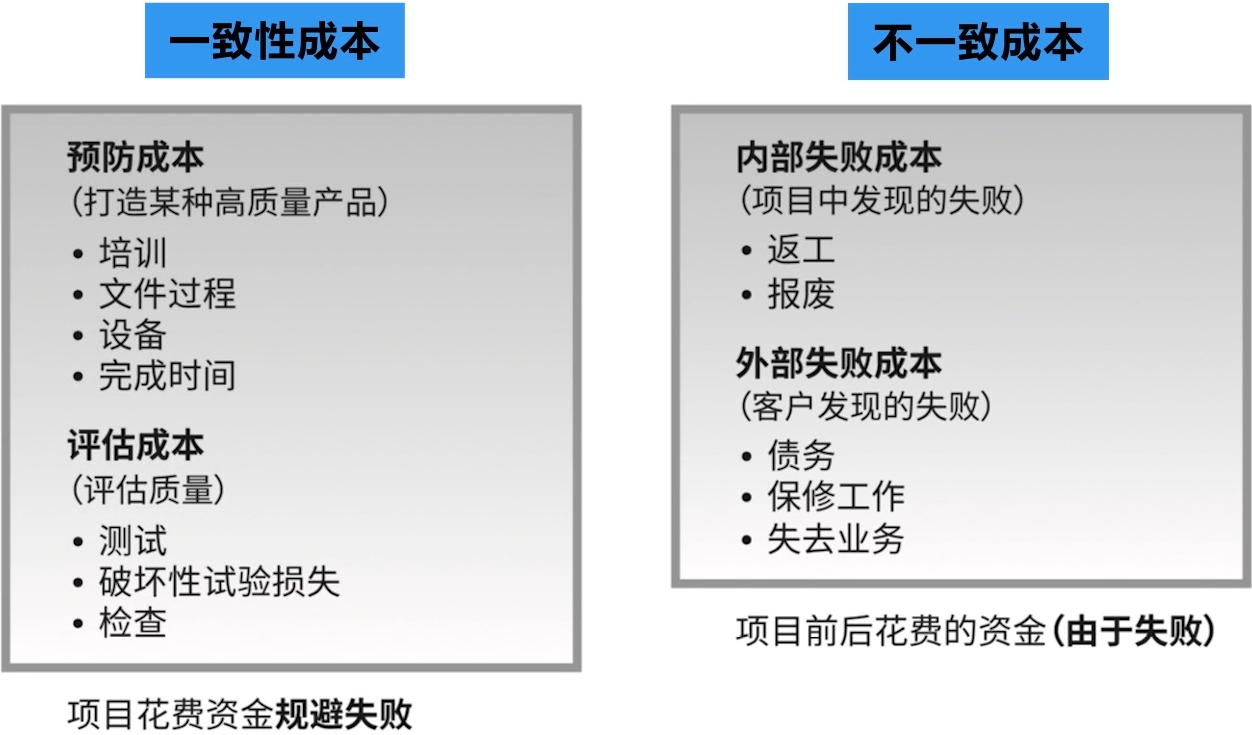 一致性成本
预防成本
（打造某种高质量产品）
• 培训
• 文件过程
• 设备
• 完成时间
评估成本
（评估质量）
• 测试
• 破坏性试验损失
• 检查
项目花费资金规避失败
不一致成本
内部失败成本
（项目中发现的失败）
• 返工
• 报废
外部失败成本
（客户发现的失败）
• 债务
• 保修工作
• 失去业务
项目前后花费的资金（由于失败）